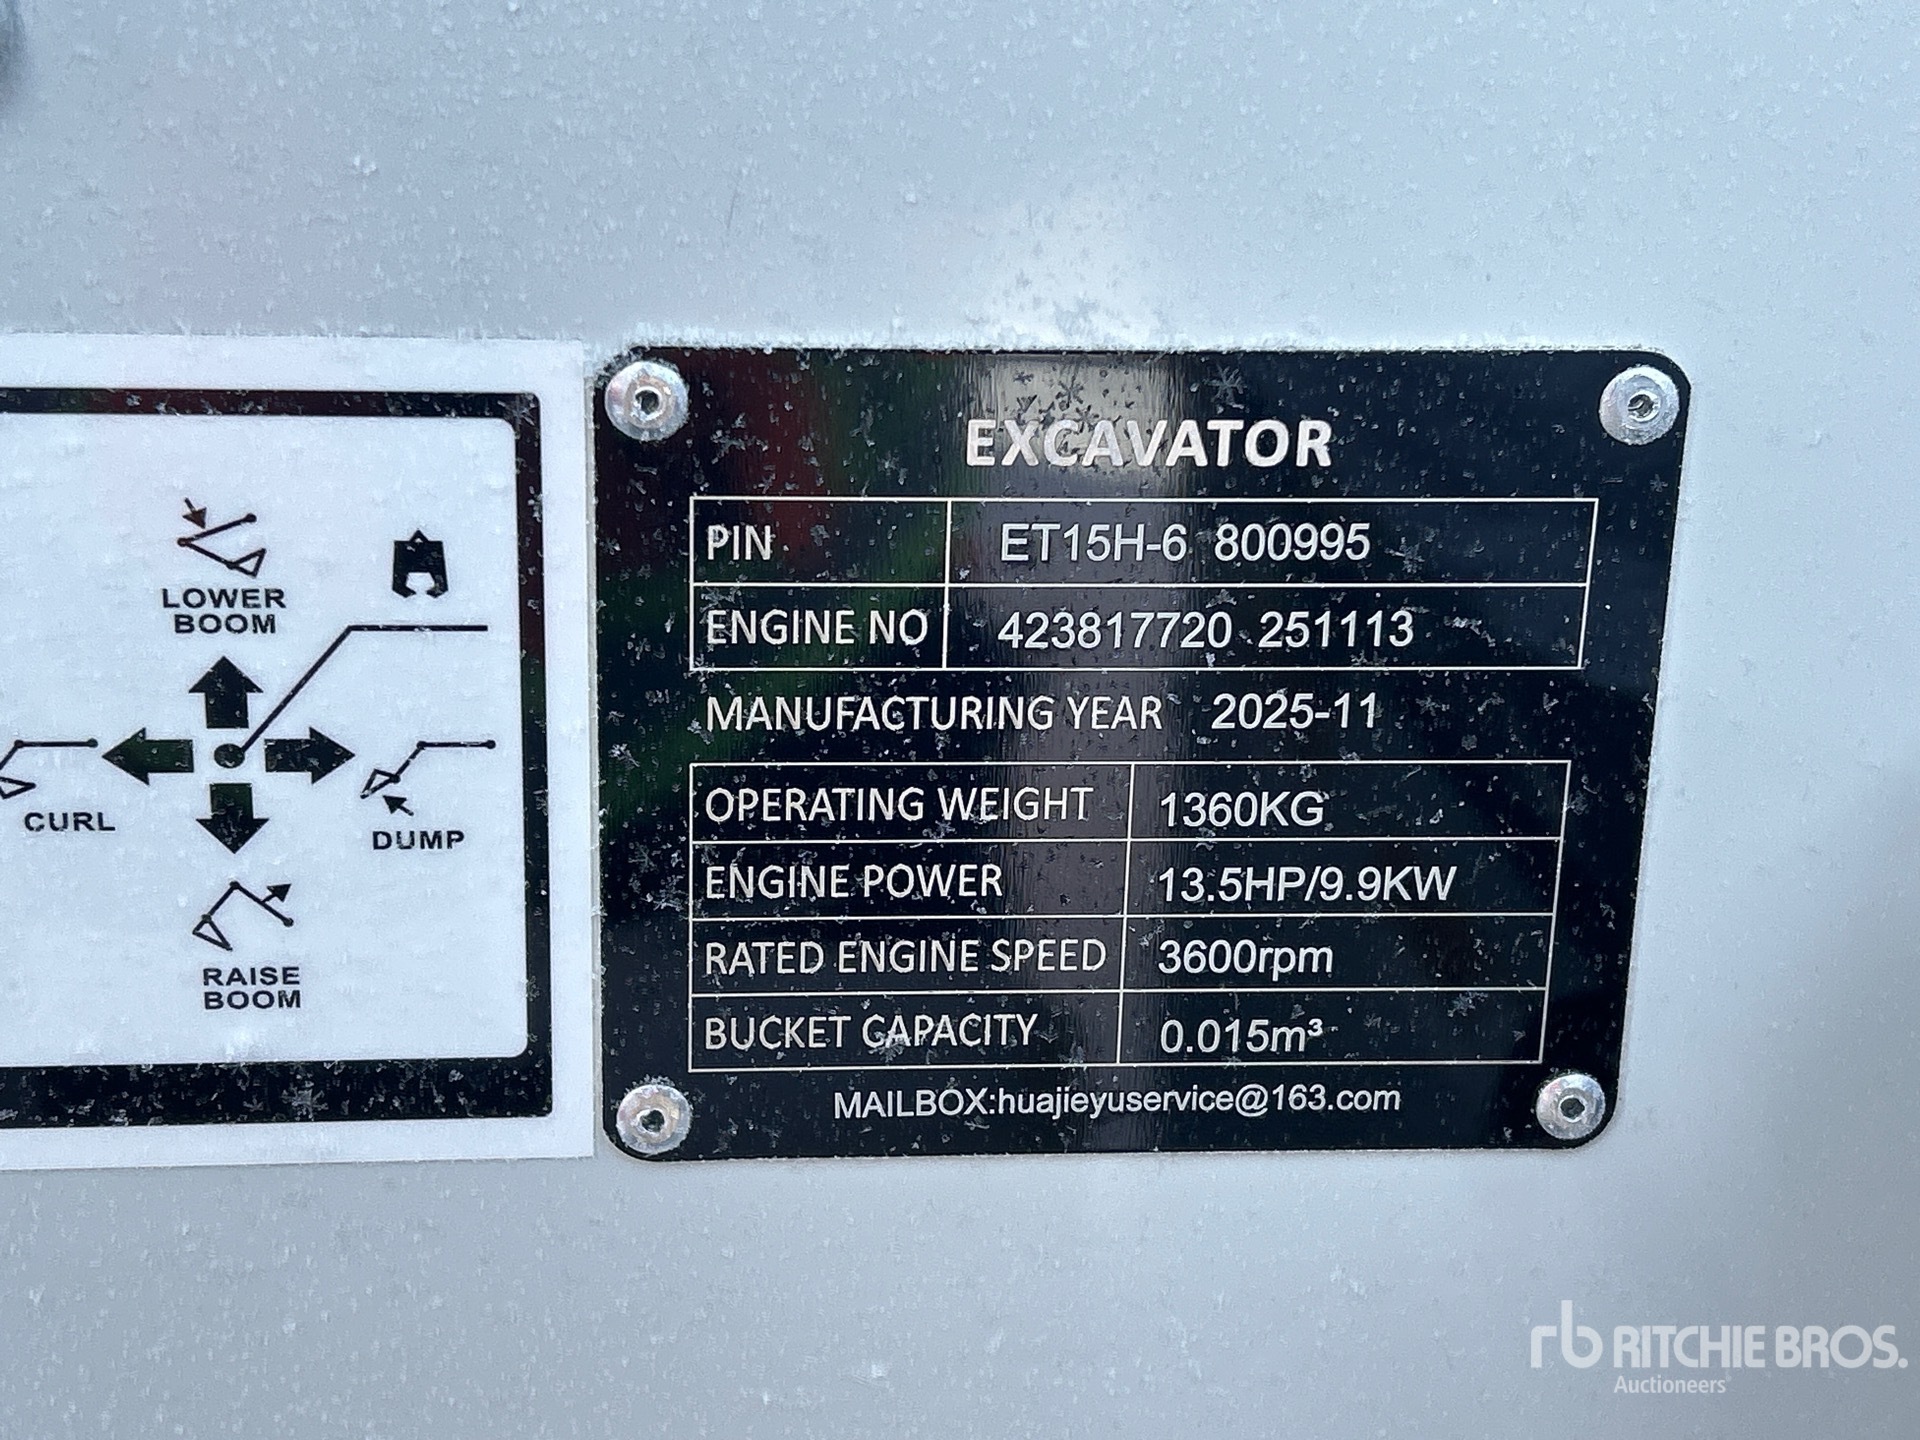 LOWER
BOOM
CURL
DUMP
RAISE
BOOM
EXCAVATOR
PIN ET15H-6 800995
ENGINE NO 423817720 251113
MANUFACTURING YEAR 2025-11
OPERATING WEIGHT 1360KG
ENGINE POWER 13.5HP/9.9KW
RATED ENGINE SPEED 3600rpm
BUCKET CAPACITY 0.015m³
MAILBOX:huajieyuservice@163.com
rb RITCHIE BROS.
Auctioneers